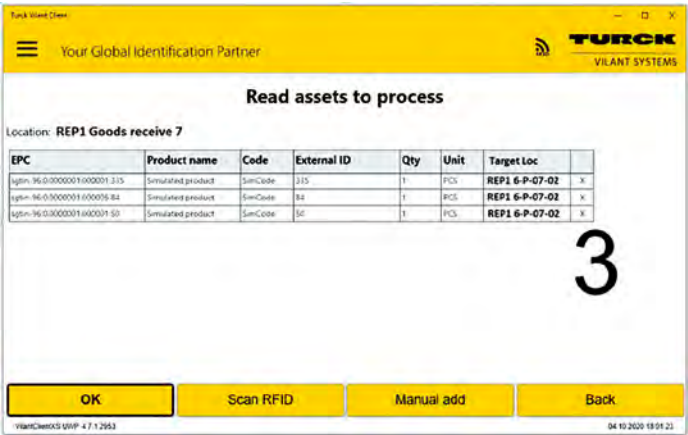 Turck Vilant Client
Your Global Identification Partner
TURCK
VILANT SYSTEMS
Read assets to process
Location: REP1 Goods receive 7
EPC Product name Code External ID Qty Unit Target Loc
Simulated product SimCode 315 1 PCS REP1 6-P-07-02 X
Simulated product SimCode 84 1 PCS REP1 6-P-07-02 X
Simulated product SimCode 50 1 PCS REP1 6-P-07-02 X
3
OK Scan RFID Manual add Back